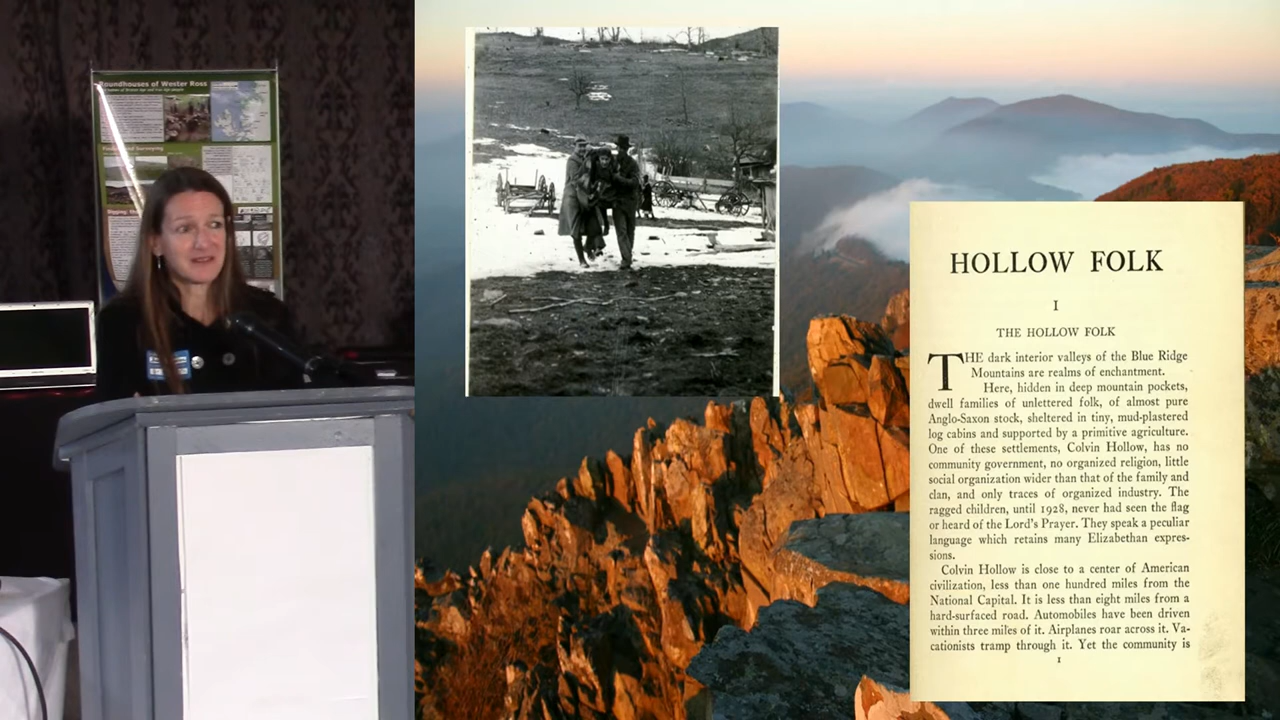 Roundhouses of Wester Ross
HOLLOW FOLK
I
THE HOLLOW FOLK
THE dark interior valleys of the Blue Ridge
Mountains are realms of enchantment.
Here, hidden in deep mountain pockets,
dwell families of unlettered folk, of almost pure
Anglo-Saxon stock, sheltered in tiny, mud-plastered
log cabins and supported by a primitive agriculture.
One of these settlements, Colvin Hollow, has no
community government, no organized religion, little
social organization wider than that of the family and
clan, and only traces of organized industry. The
ragged children, until 1928, never had seen the flag
or heard of the Lord's Prayer. They speak a peculiar
language which retains many Elizabethan expres-
sions.
Colvin Hollow is close to a center of American
civilization, less than one hundred miles from the
National Capital. It is less than eight miles from a
hard-surfaced road. Automobiles have been driven
within three miles of it. Airplanes roar across it. Va-
cationists tramp through it. Yet the community is
1